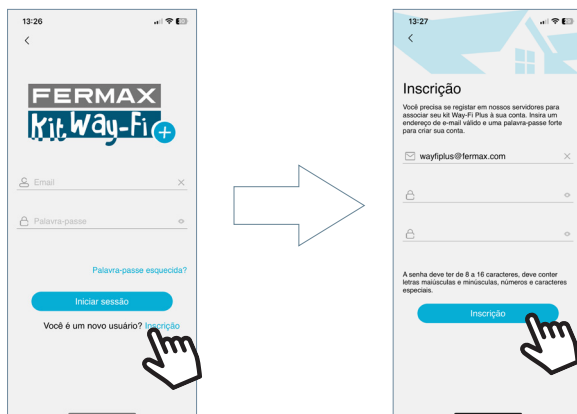 13:26
FERMAX
Kit Way-Fi+
Email
Palavra-passe
Palavra-passe esquecida?
Iniciar sessão
Você é um novo usuário? Inscrição
13:27
Inscrição
Você precisa se registar em nossos servidores para
associar seu kit Way-Fi Plus à sua conta. Insira um
endereço de e-mail válido e uma palavra-passe forte
para criar sua conta.
wayfiplus@fermax.com
A senha deve ter de 8 a 16 caracteres, deve conter
letras maiúsculas e minúsculas, números e caracteres
especiais.
Inscrição